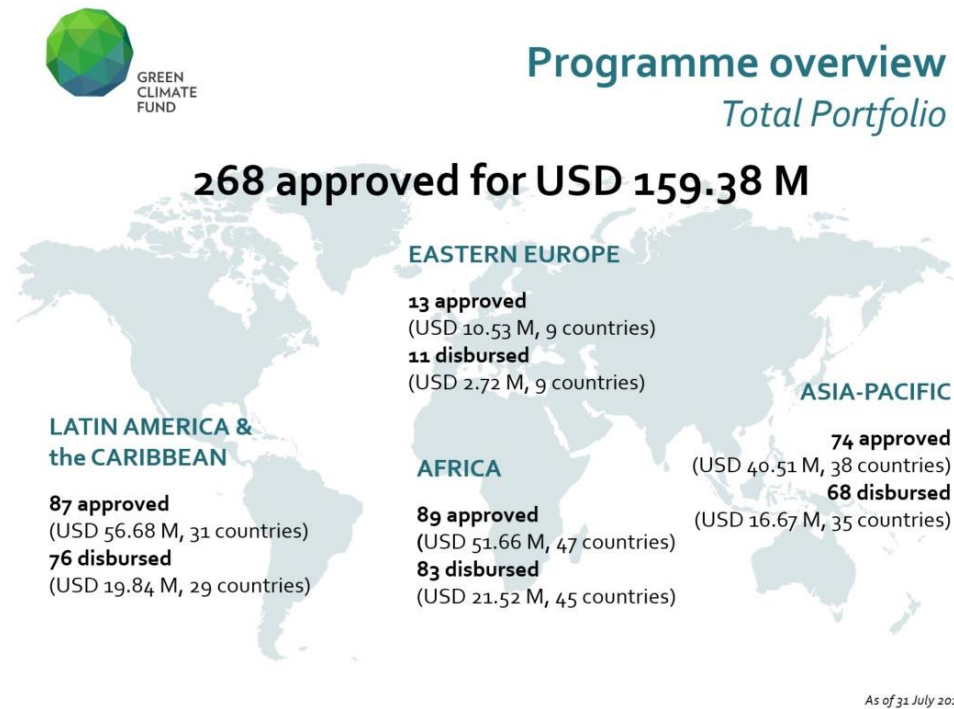 GREEN
CLIMATE
FUND
Programme overview
Total Portfolio
268 approved for USD 159.38 M
EASTERN EUROPE
13 approved
(USD 10.53 M, 9 countries)
11 disbursed
(USD 2.72 M, 9 countries)
LATIN AMERICA &
the CARIBBEAN
87 approved
(USD 56.68 M, 31 countries)
76 disbursed
(USD 19.84 M, 29 countries)
AFRICA
89 approved
(USD 51.66 M, 47 countries)
83 disbursed
(USD 21.52 M, 45 countries)
ASIA-PACIFIC
74 approved
(USD 40.51 M, 38 countries)
68 disbursed
(USD 16.67 M, 35 countries)
As of 31 July